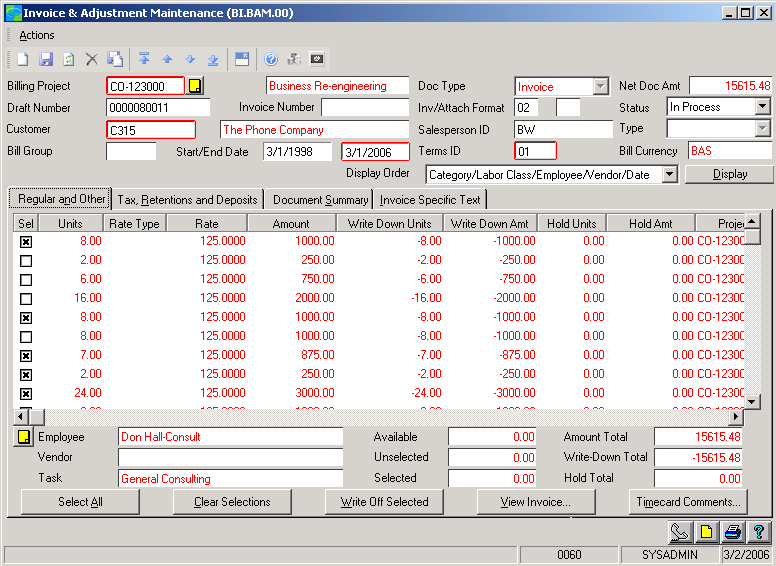 Invoice & Adjustment Maintenance (BI.BAM.00)
Actions
Billing Project CO-123000 Business Re-engineering Doc Type Invoice Net Doc Amt 15615.48
Draft Number 0000080011 Invoice Number Inv/Attach Format 02 Status In Process
Customer C315 The Phone Company Salesperson ID BW Type
Bill Group Start/End Date 3/1/1998 3/1/2006 Terms ID 01 Bill Currency BAS
Display Order Category/Labor Class/Employee/Vendor/Date Display
Regular and Other Tax, Retentions and Deposits Document Summary Invoice Specific Text
Sel Units Rate Type Rate Amount Write Down Units Write Down Amt Hold Units Hold Amt Projec
8.00 125.0000 1000.00 -8.00 -1000.00 0.00 0.00 CO-12300
2.00 125.0000 250.00 -2.00 -250.00 0.00 0.00 CO-12300
6.00 125.0000 750.00 -6.00 -750.00 0.00 0.00 CO-12300
16.00 125.0000 2000.00 -16.00 -2000.00 0.00 0.00 CO-12300
8.00 125.0000 1000.00 -8.00 -1000.00 0.00 0.00 CO-12300
8.00 125.0000 1000.00 -8.00 -1000.00 0.00 0.00 CO-12300
7.00 125.0000 875.00 -7.00 -875.00 0.00 0.00 CO-12300
2.00 125.0000 250.00 -2.00 -250.00 0.00 0.00 CO-12300
24.00 125.0000 3000.00 -24.00 -3000.00 0.00 0.00 CO-12300
Employee Don Hall-Consult Available 0.00 Amount Total 15615.48
Vendor Unselected 0.00 Write-Down Total -15615.48
Task General Consulting Selected 0.00 Hold Total 0.00
Select All Clear Selections Write Off Selected View Invoice... Timecard Comments...
0060 SYSADMIN 3/2/2006